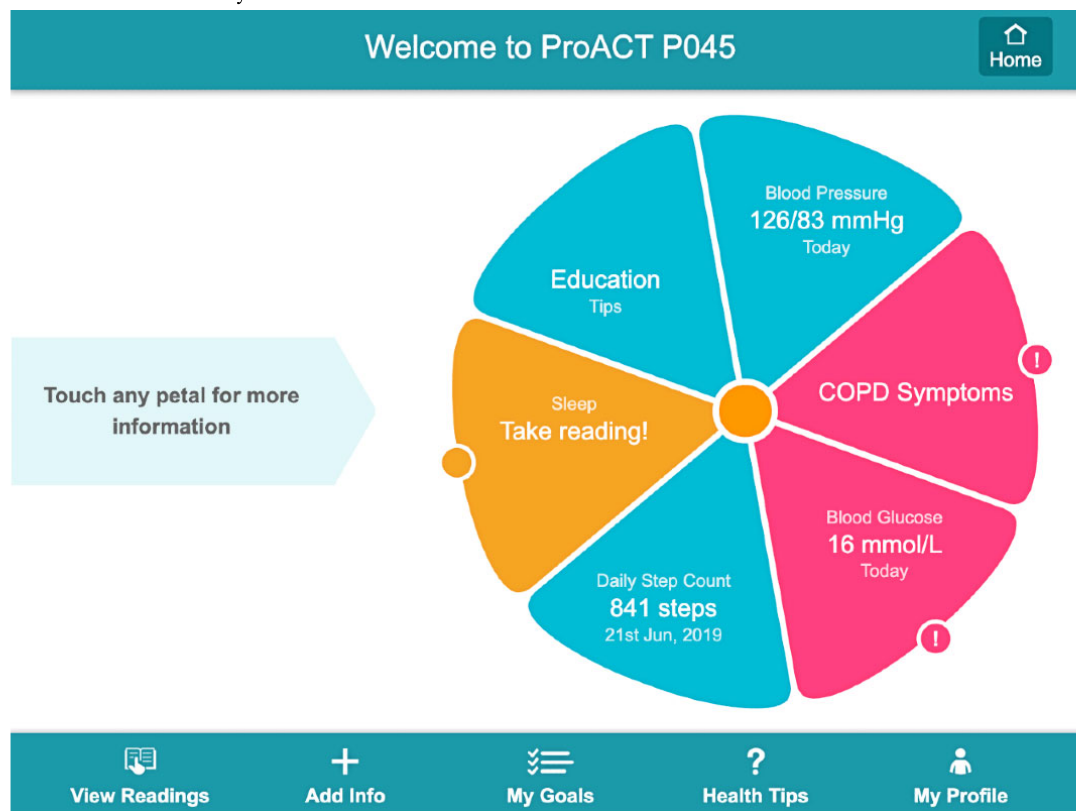 Welcome to ProACT P045
Home
Blood Pressure
126/83 mmHg
Today
Education
Tips
COPD Symptoms
!
Touch any petal for more
information
Sleep
Take reading!
Blood Glucose
16 mmol/L
Today
!
Daily Step Count
841 steps
21st Jun, 2019
View Readings
Add Info
My Goals
?
Health Tips
My Profile